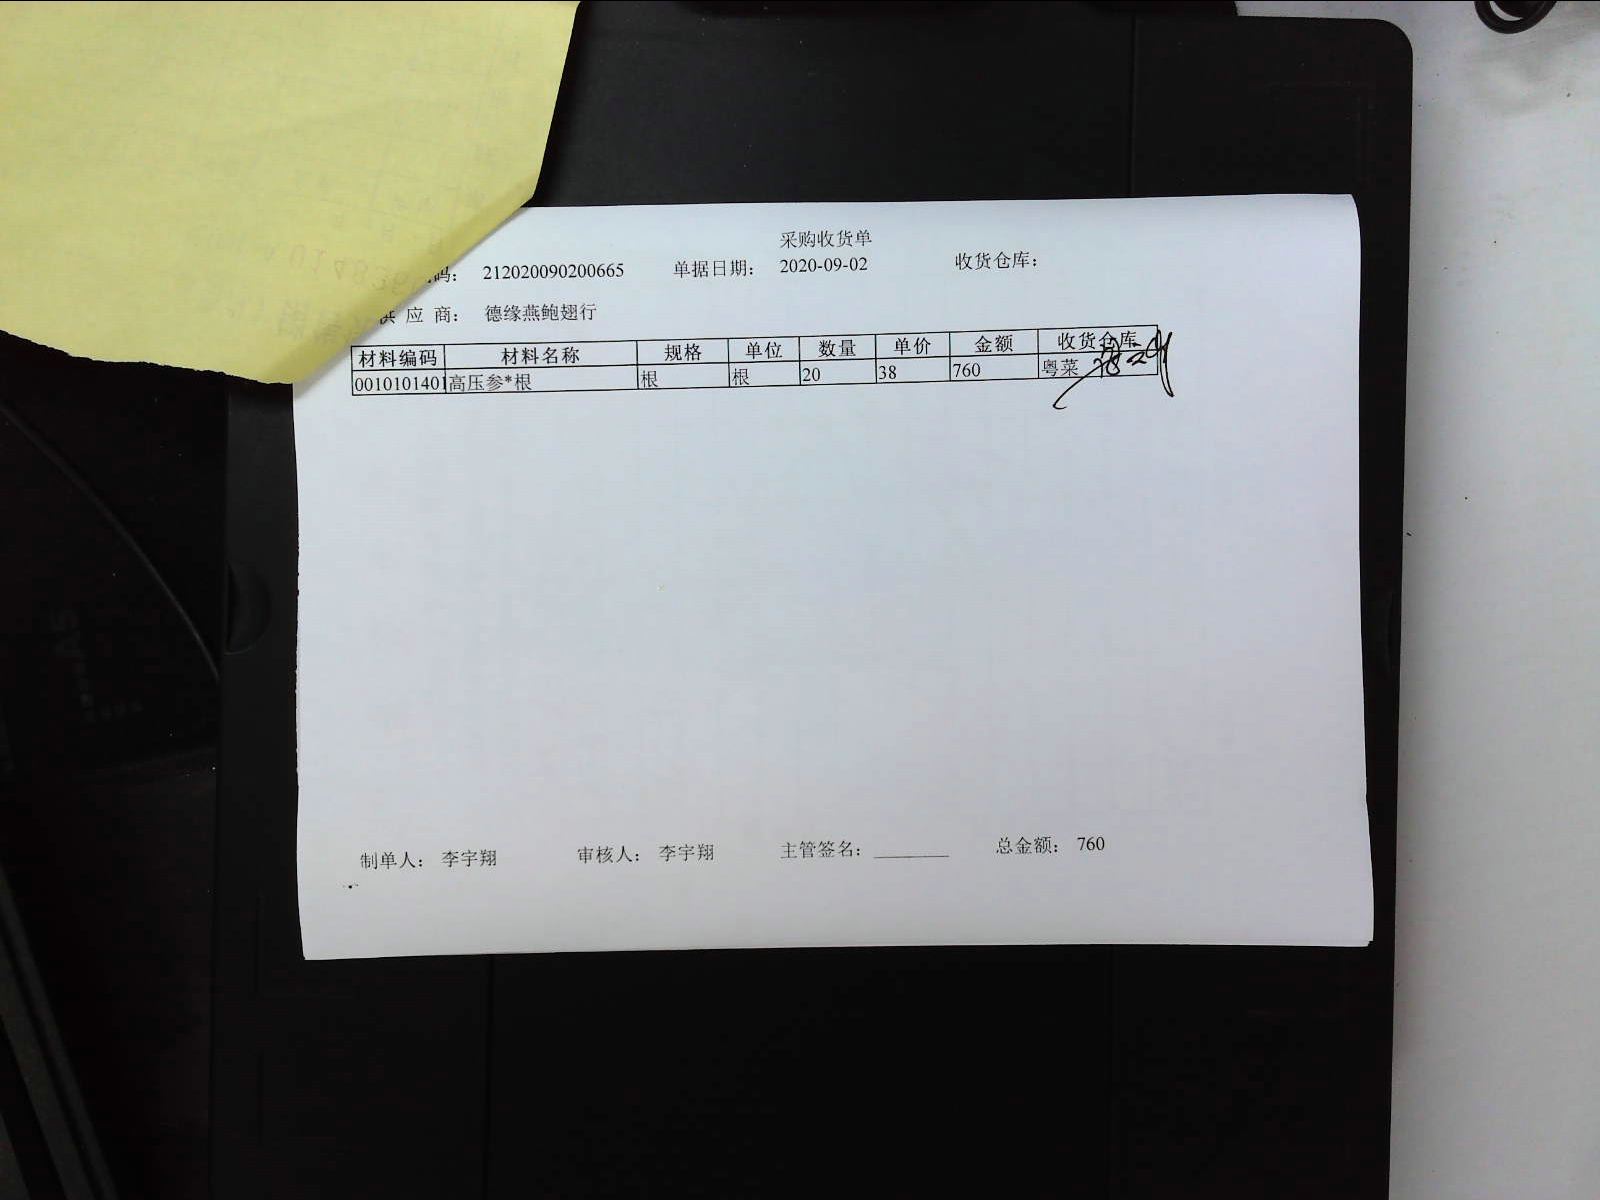 采购收货单
码： 212020090200665 单据日期： 2020-09-02 收货仓库：
供 应 商： 德缘燕鲍翅行
材料编码 材料名称 规格 单位 数量 单价 金额 收货仓库
0010101401 高压参*根 根 根 20 38 760 粤菜
制单人： 李宇翔 审核人： 李宇翔 主管签名： ________ 总金额： 760